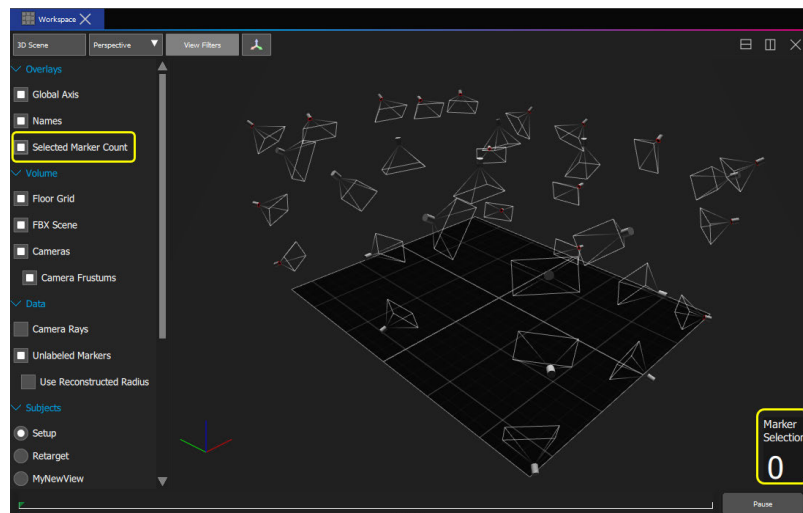 Workspace
3D Scene
Perspective
View Filters
Overlays
Global Axis
Names
Selected Marker Count
Volume
Floor Grid
FBX Scene
Cameras
Camera Frustums
Data
Camera Rays
Unlabeled Markers
Use Reconstructed Radius
Subjects
Setup
Retarget
MyNewView
Marker
Selection
0
Pause